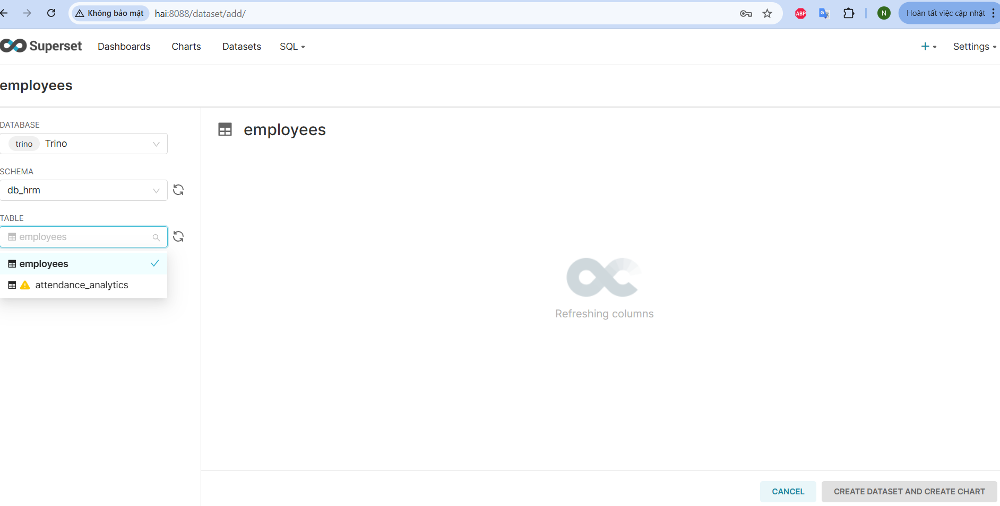 Không bảo mật hai:8088/dataset/add/ ABP G N Hoàn tất việc cập nhật
Superset Dashboards Charts Datasets SQL + Settings
employees
DATABASE
trino Trino
SCHEMA
db_hrm
TABLE
employees
employees
attendance_analytics
employees
Refreshing columns
CANCEL CREATE DATASET AND CREATE CHART